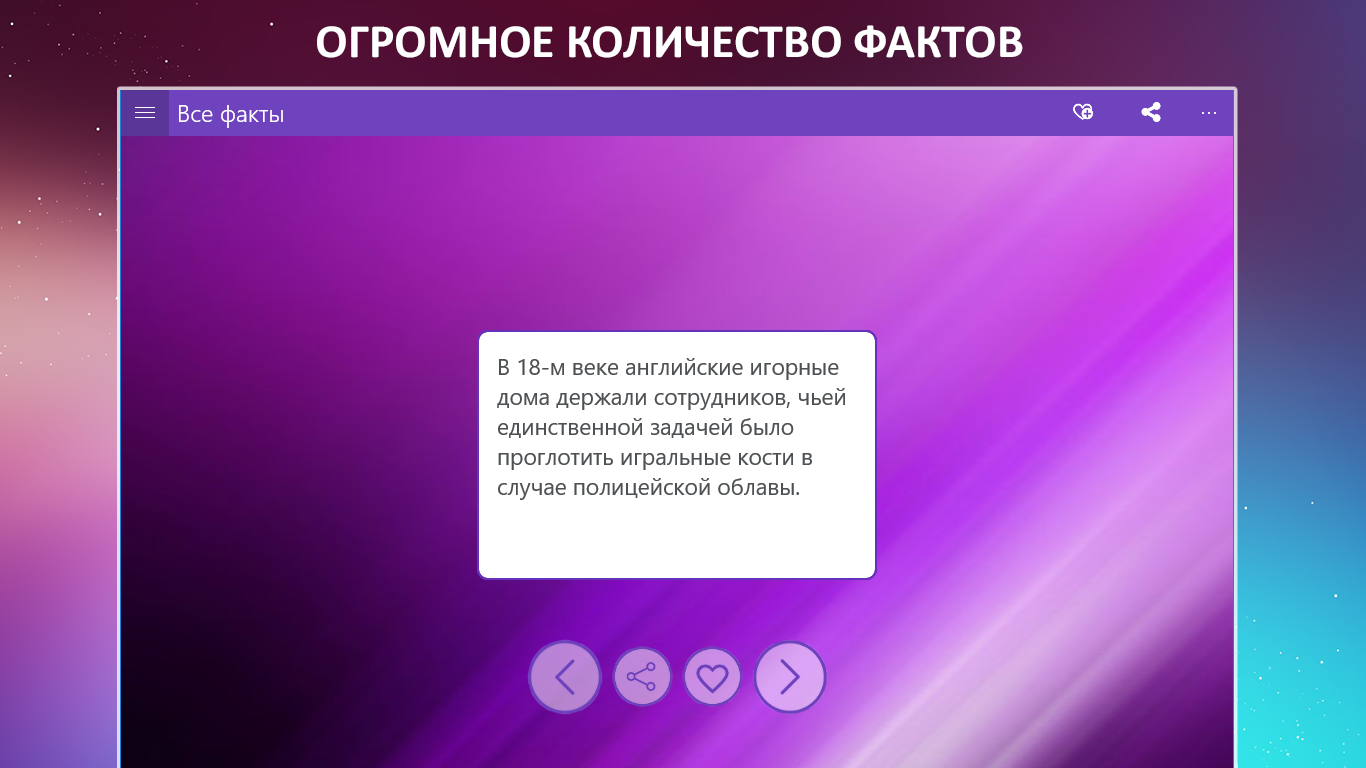 ОГРОМНОЕ КОЛИЧЕСТВО ФАКТОВ
Все факты
В 18-м веке английские игорные
дома держали сотрудников, чьей
единственной задачей было
проглотить игральные кости в
случае полицейской облавы.